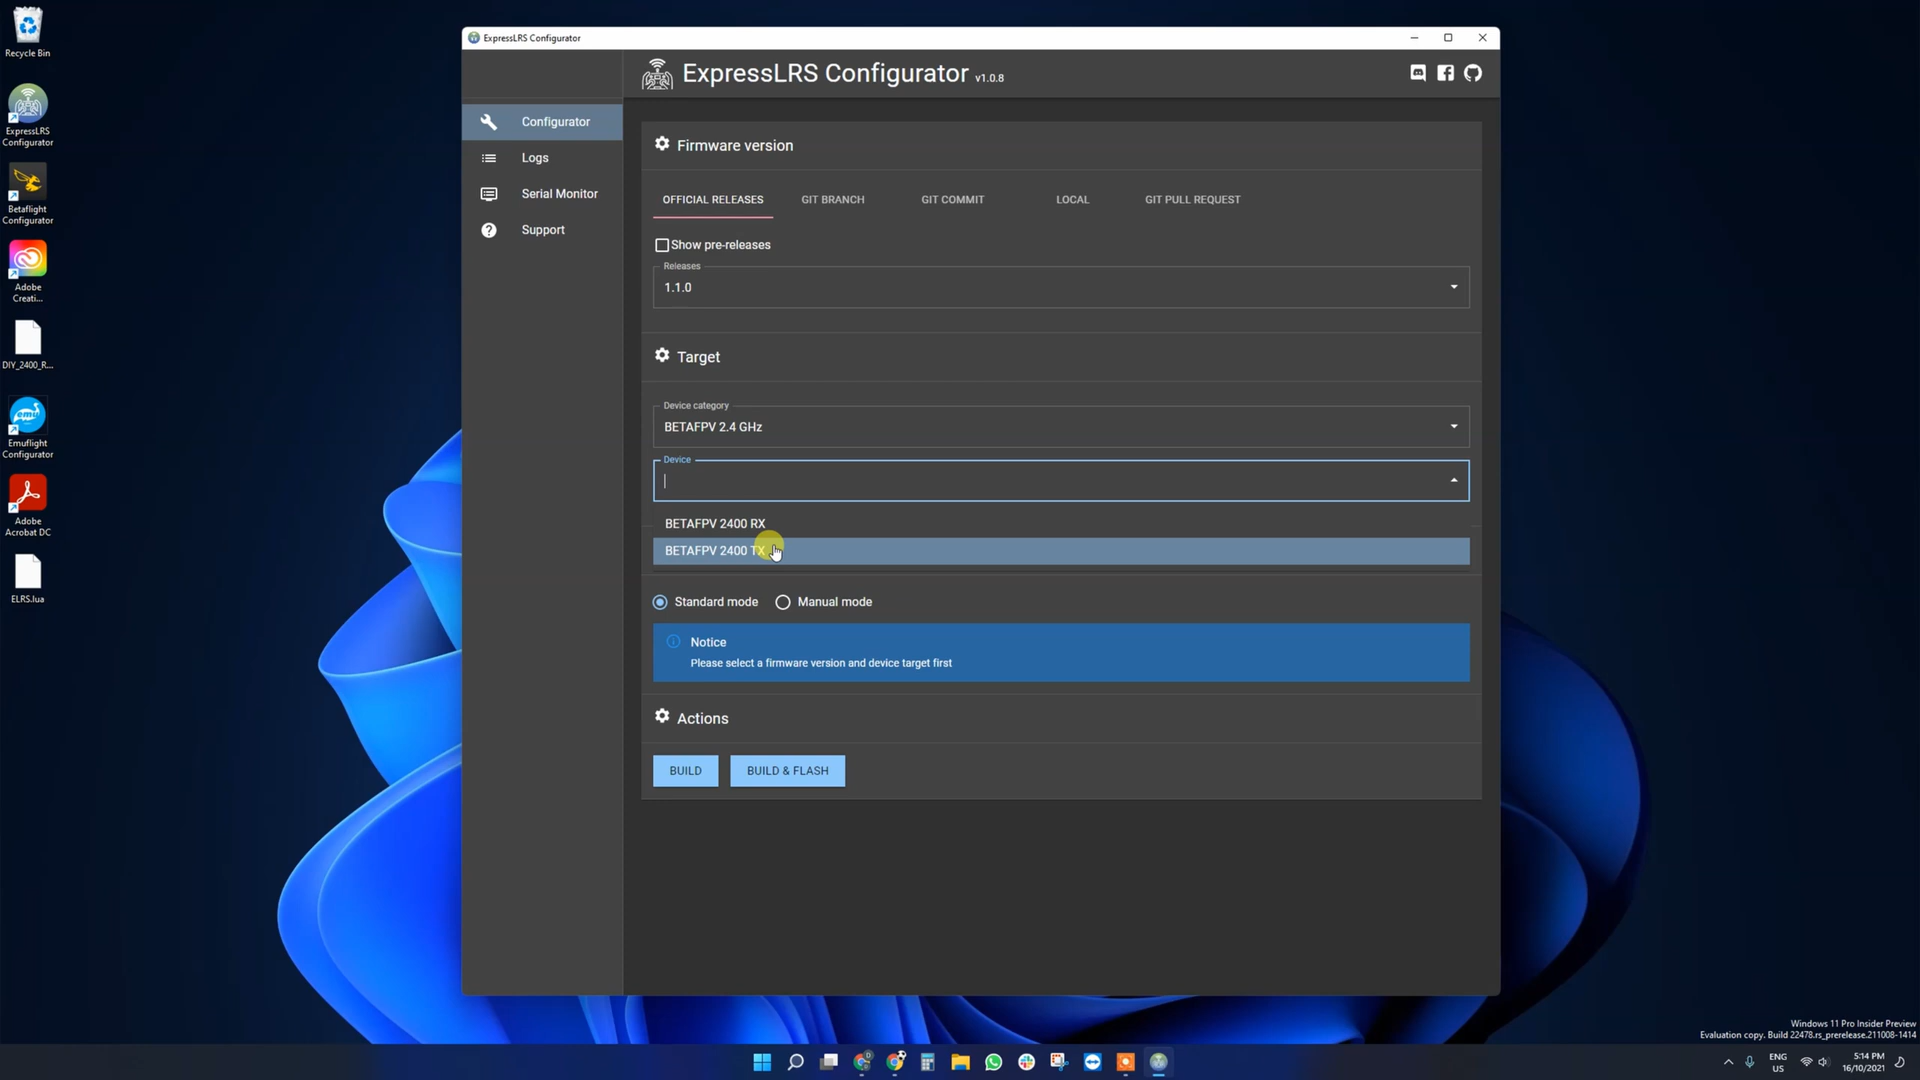 Recycle Bin
ExpressLRS
Configurator
Betaflight
Configurator
Adobe
Creati...
DIY_2400_R...
emu
Emuflight
Configurator
Adobe
Acrobat DC
ELRS.lua
ExpressLRS Configurator
ExpressLRS Configurator v1.0.8
Configurator
Logs
Serial Monitor
Support
Firmware version
OFFICIAL RELEASES
GIT BRANCH
GIT COMMIT
LOCAL
GIT PULL REQUEST
Show pre-releases
Releases
1.1.0
Target
Device category
BETAFPV 2.4 GHz
Device
BETAFPV 2400 RX
BETAFPV 2400 TX
Standard mode
Manual mode
Notice
Please select a firmware version and device target first
Actions
BUILD
BUILD & FLASH
Windows 11 Pro Insider Preview
Evaluation copy. Build 22478.rs_prerelease.211008-1414
ENG
US
5:14 PM
16/10/2021